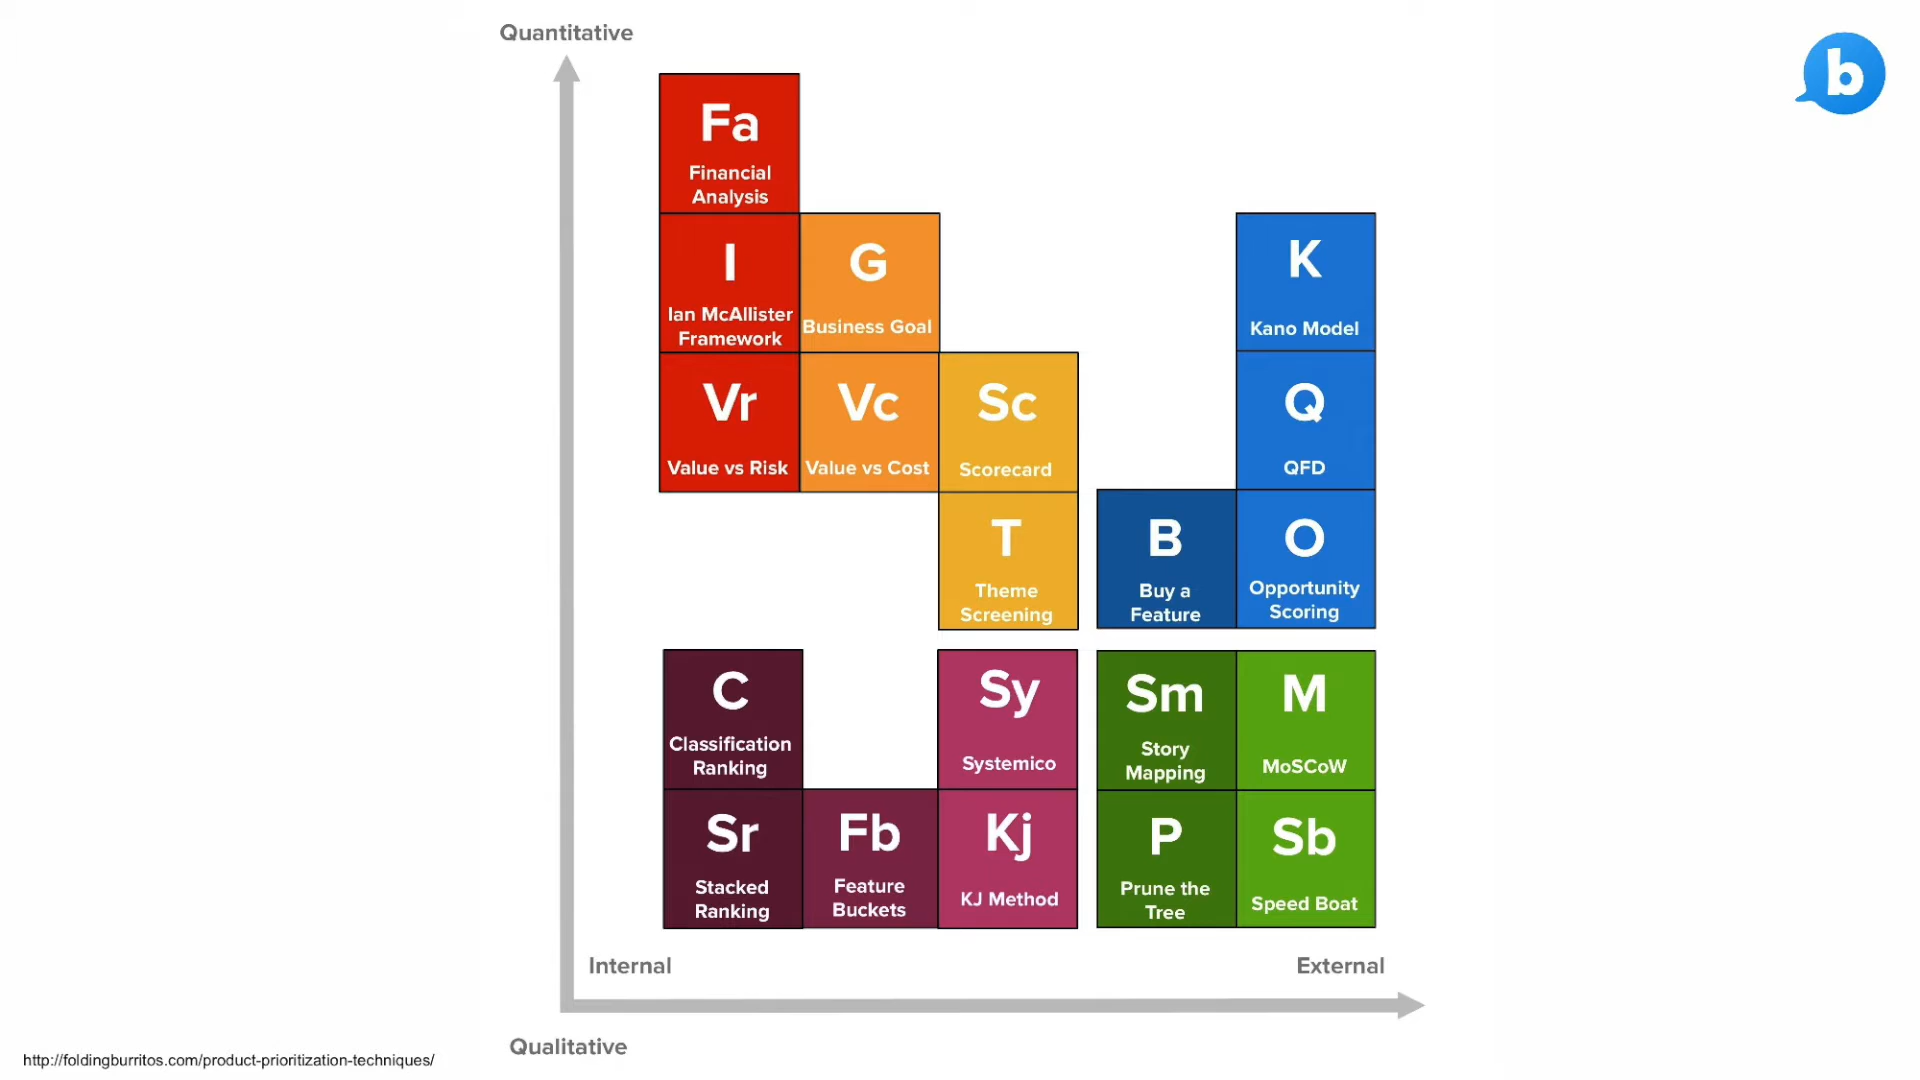 Quantitative
b
Fa
Financial
Analysis
I
Ian McAllister
Framework
G
Business Goal
K
Kano Model
Vr
Value vs Risk
Vc
Value vs Cost
Sc
Scorecard
Q
QFD
T
Theme
Screening
B
Buy a
Feature
O
Opportunity
Scoring
C
Classification
Ranking
Sy
Systemico
Sm
Story
Mapping
M
MoSCoW
Sr
Stacked
Ranking
Fb
Feature
Buckets
Kj
KJ Method
P
Prune the
Tree
Sb
Speed Boat
Internal
External
Qualitative
http://foldingburritos.com/product-prioritization-techniques/